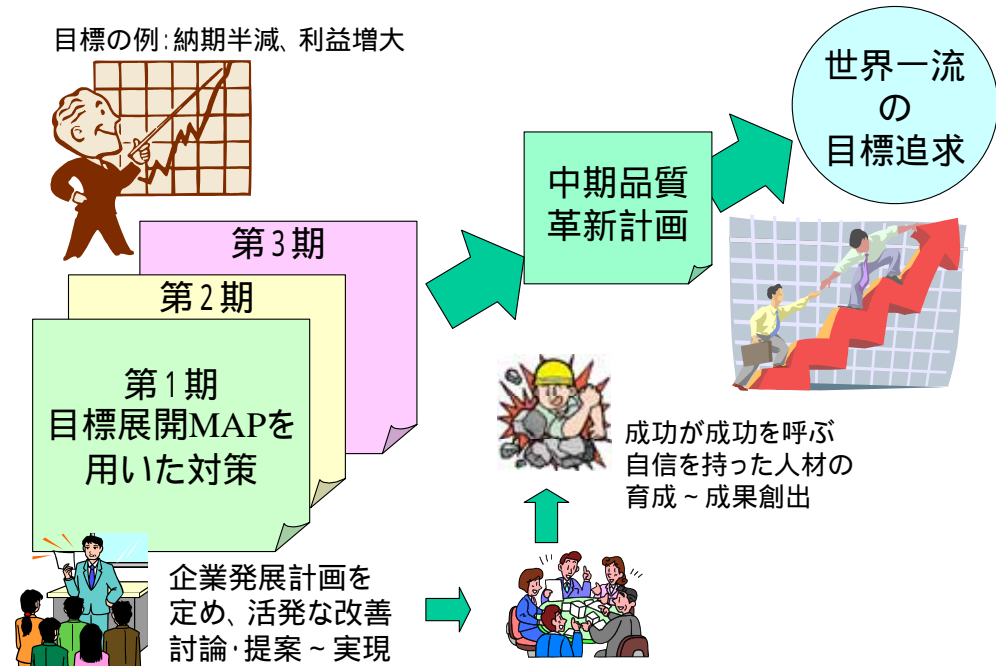 目標の例:納期半減、利益増大
世界一流
の
目標追求
中期品質
革新計画
第3期
第2期
第1期
目標展開MAPを
用いた対策
成功が成功を呼ぶ
自信を持った人材の
育成~成果創出
企業発展計画を
定め、活発な改善
討論・提案~実現